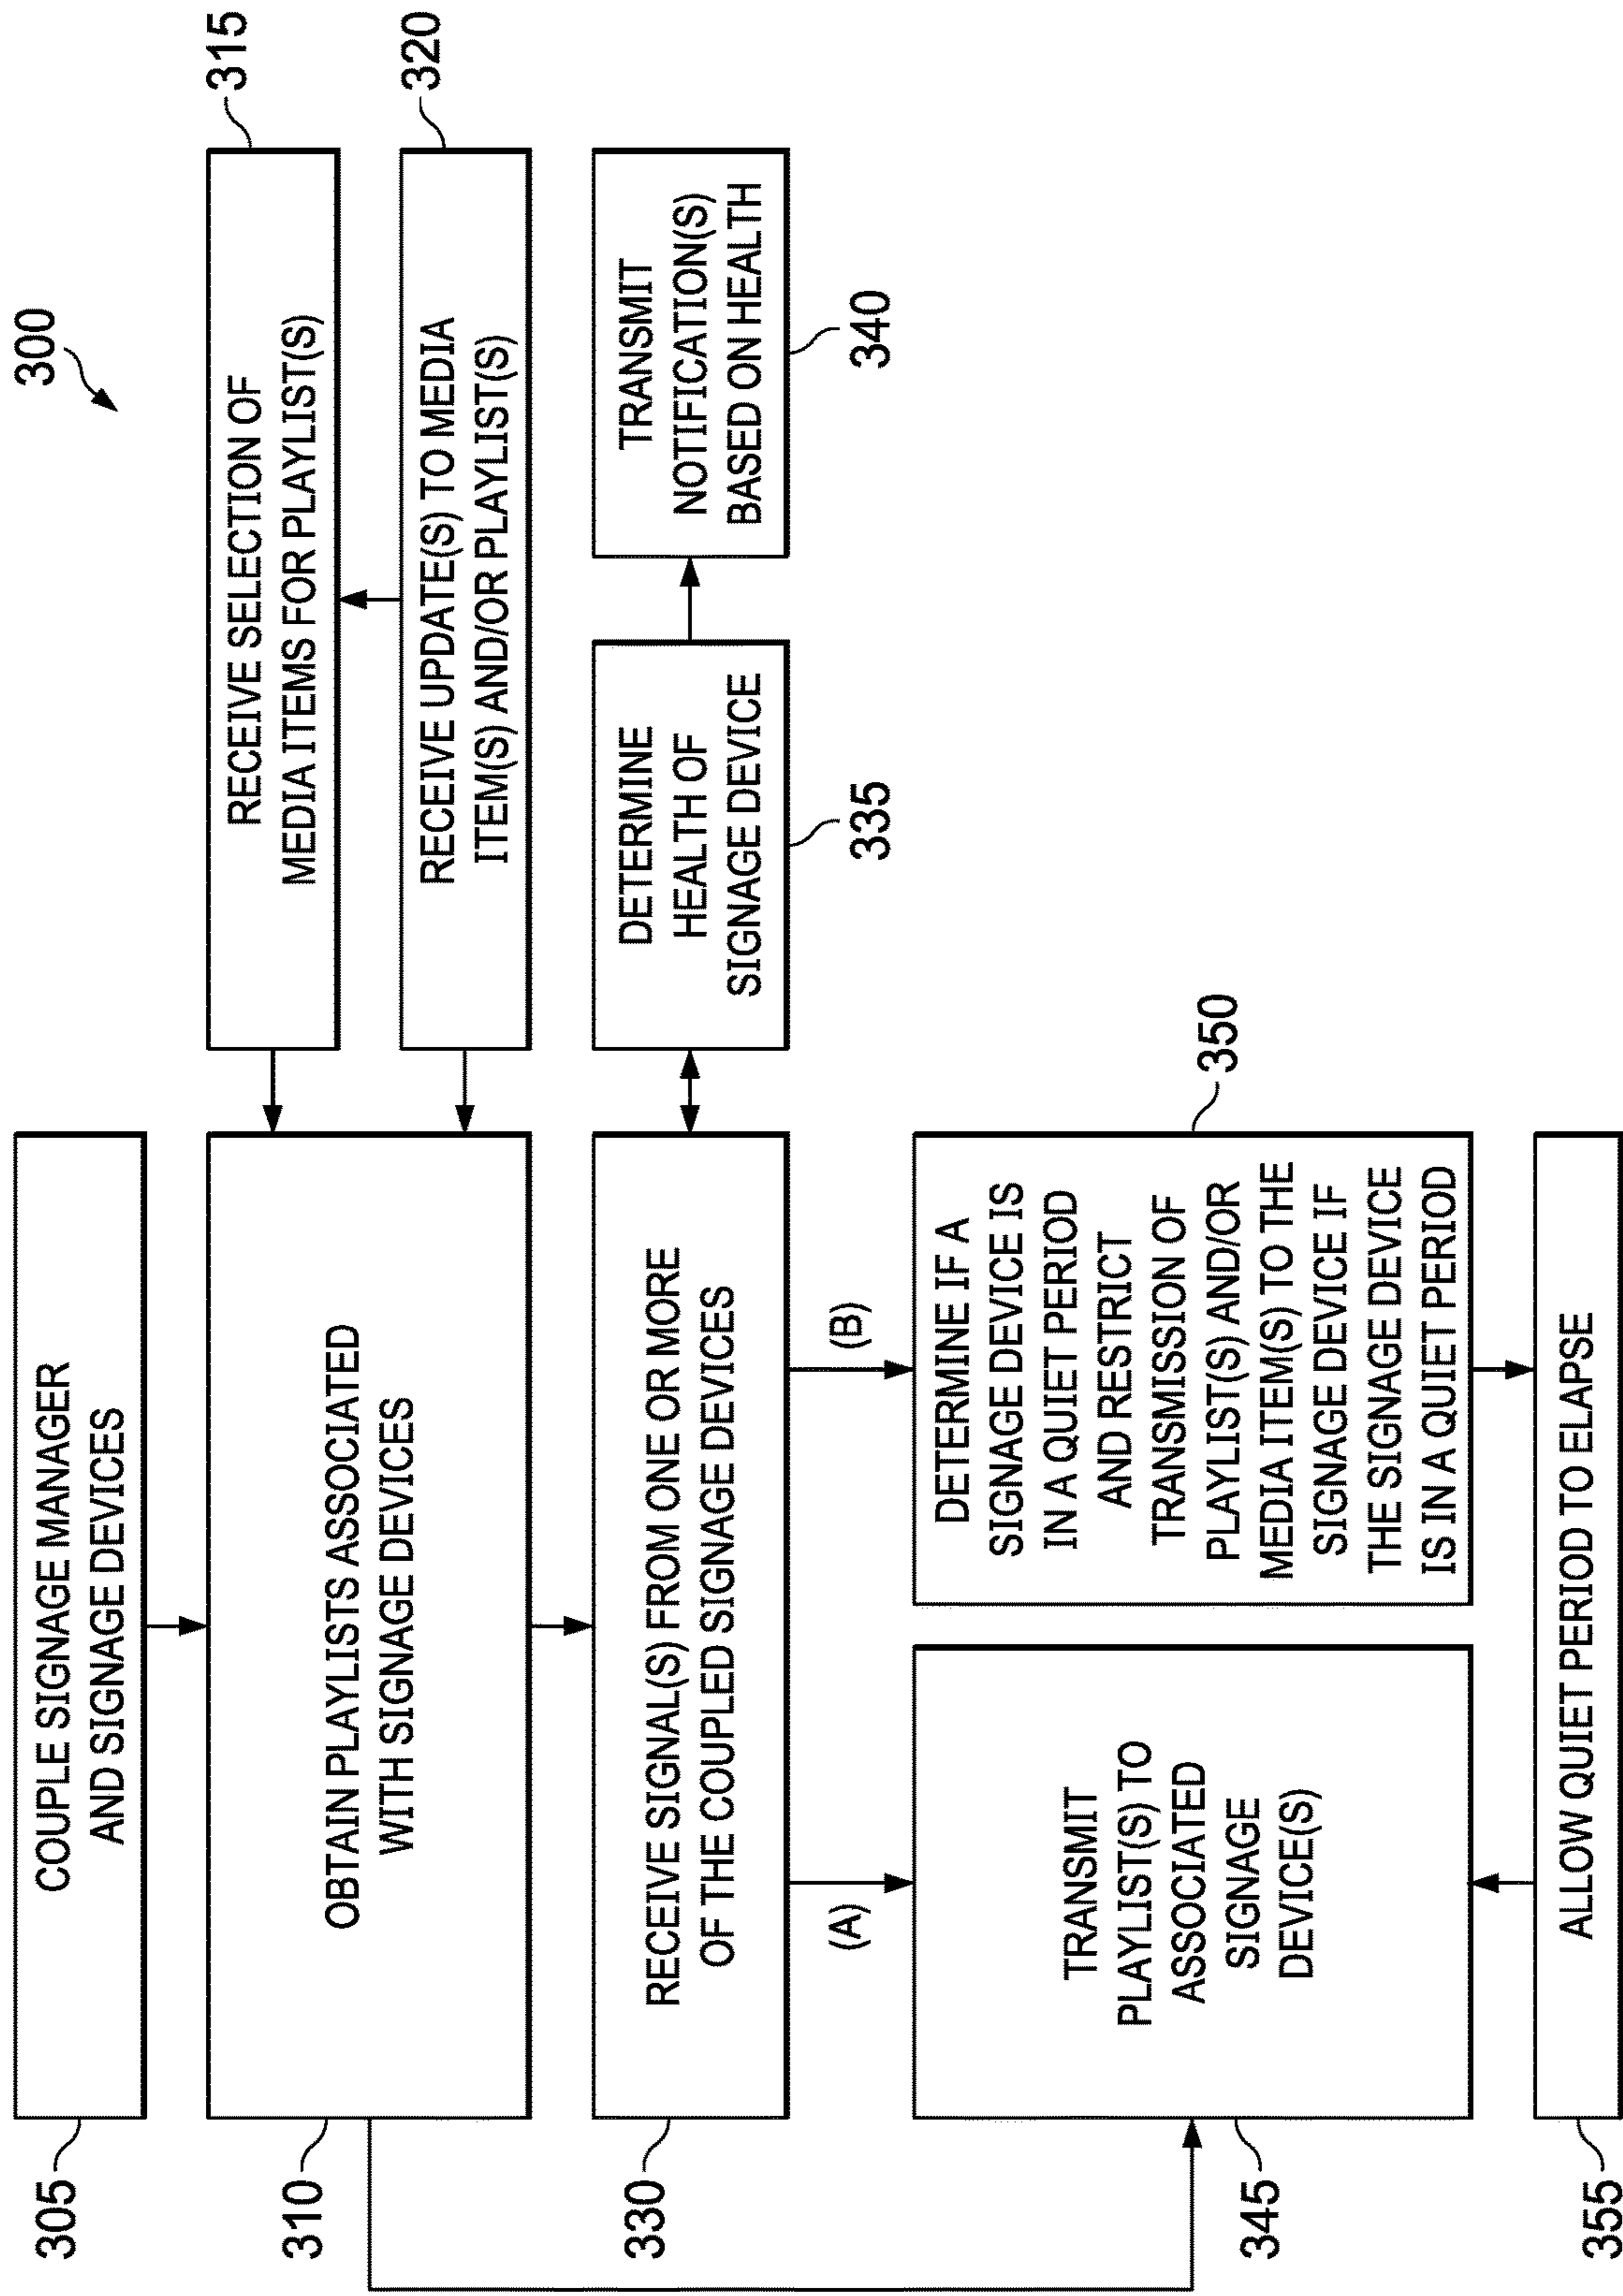 300
305
COUPLE SIGNAGE MANAGER
AND SIGNAGE DEVICES
310
OBTAIN PLAYLISTS ASSOCIATED
WITH SIGNAGE DEVICES
315
RECEIVE SELECTION OF
MEDIA ITEMS FOR PLAYLIST(S)
320
RECEIVE UPDATE(S) TO MEDIA
ITEM(S) AND/OR PLAYLIST(S)
330
RECEIVE SIGNAL(S) FROM ONE OR MORE
OF THE COUPLED SIGNAGE DEVICES
DETERMINE
HEALTH OF
SIGNAGE DEVICE
335
TRANSMIT
NOTIFICATION(S)
BASED ON HEALTH
340
(A)
(B)
345
TRANSMIT
PLAYLIST(S) TO
ASSOCIATED
SIGNAGE
DEVICE(S)
350
DETERMINE IF A
SIGNAGE DEVICE IS
IN A QUIET PERIOD
AND RESTRICT
TRANSMISSION OF
PLAYLIST(S) AND/OR
MEDIA ITEM(S) TO THE
SIGNAGE DEVICE IF
THE SIGNAGE DEVICE
IS IN A QUIET PERIOD
355
ALLOW QUIET PERIOD TO ELAPSE